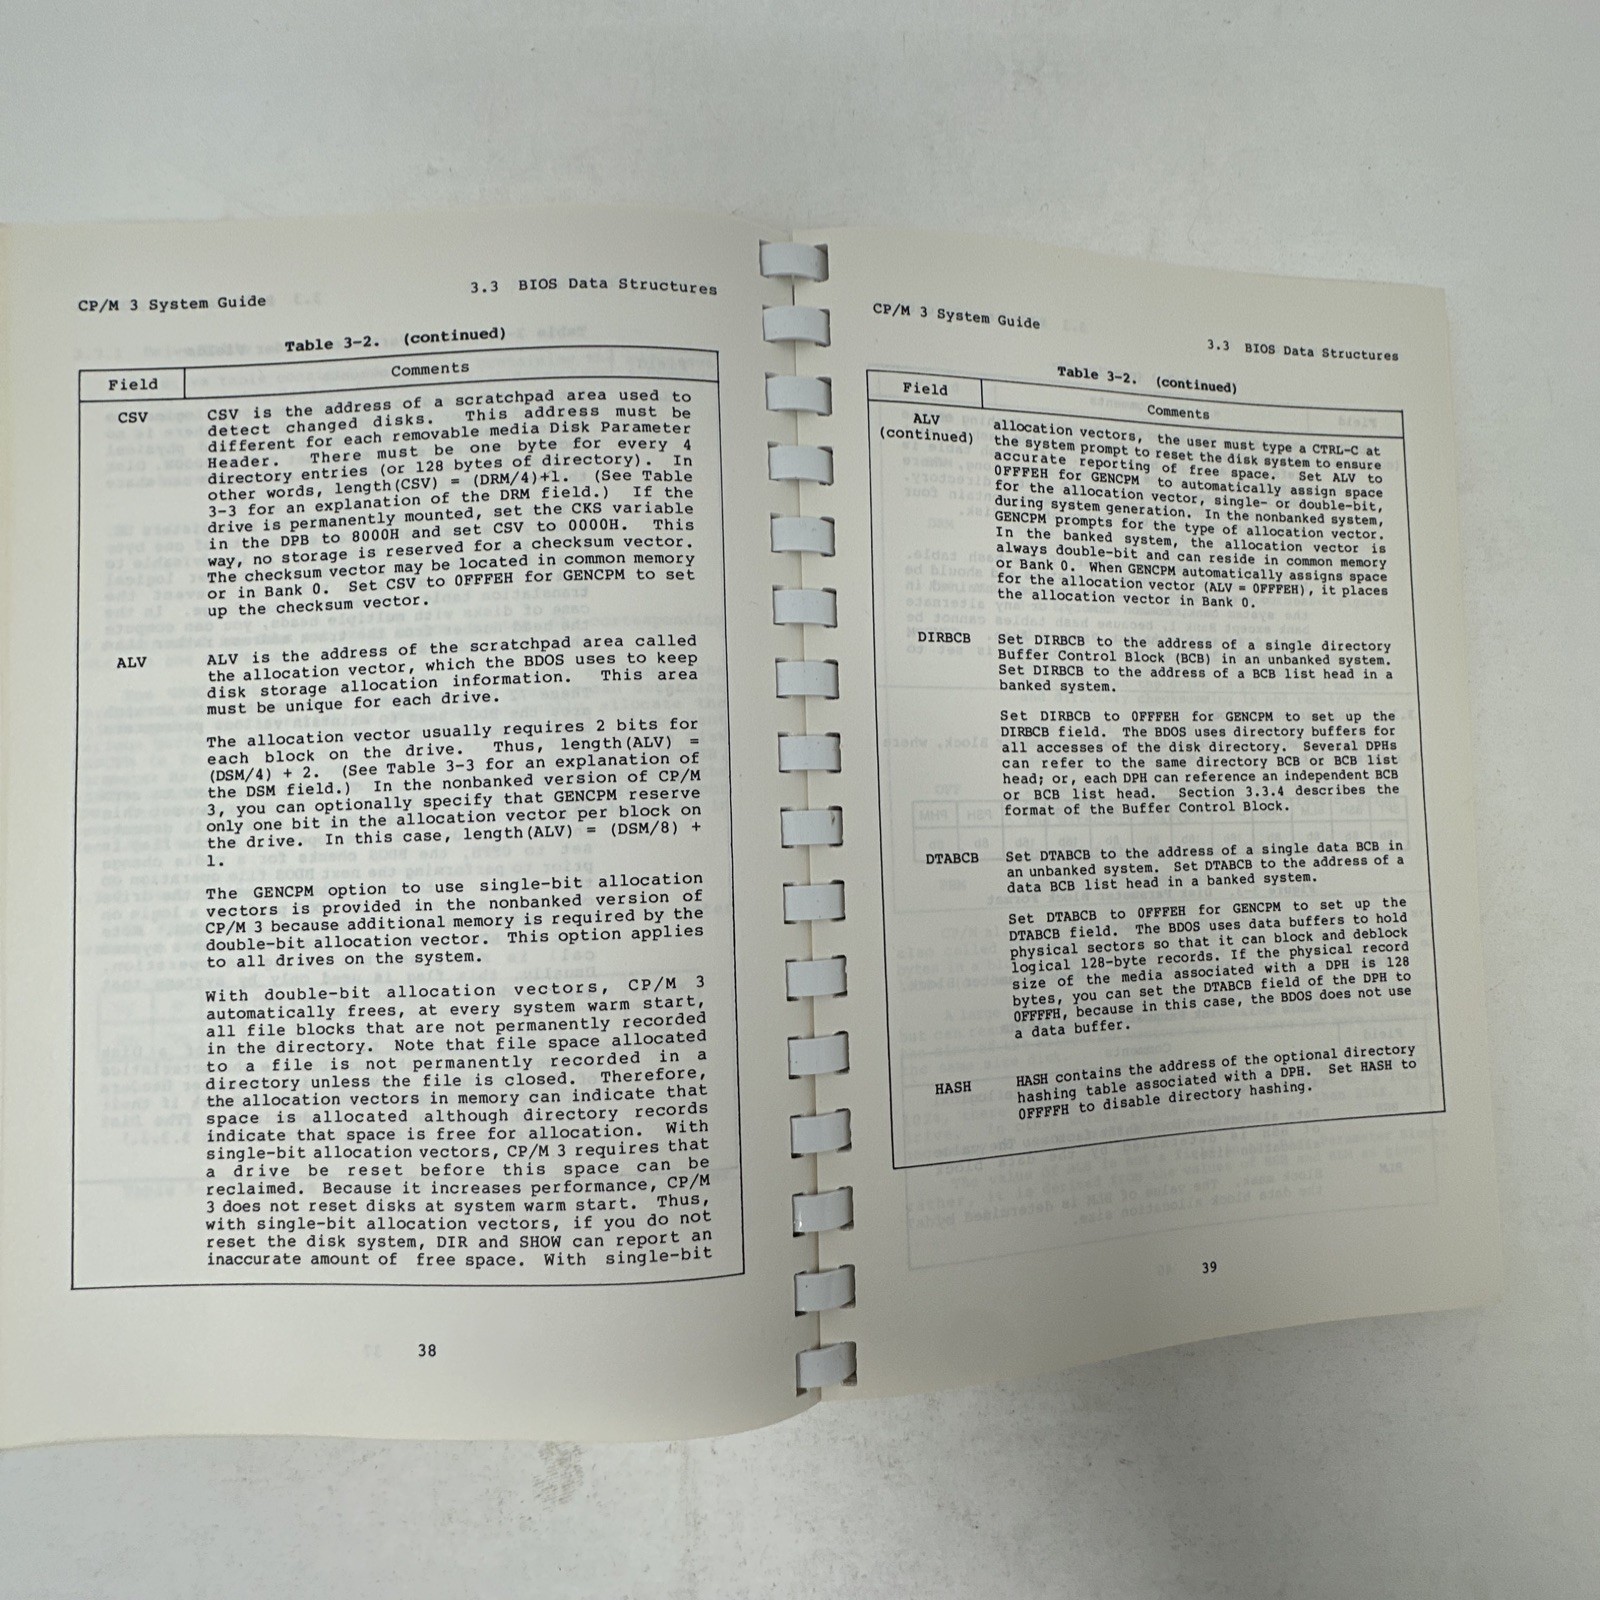 CP/M 3 System Guide
3.3 BIOS Data Structures
Table 3-2. (continued)
Field
Comments
CSV
CSV is the address of a scratchpad area used to
detect changed disks. This address must be
different for each removable media Disk Parameter
Header. There must be one byte for every 4
directory entries (or 128 bytes of directory). In
other words, length(CSV) = (DRM/4)+1. (See Table
3-3 for an explanation of the DRM field.) If the
drive is permanently mounted, set the CKS variable
in the DPB to 8000H and set CSV to 0000H. This
way, no storage is reserved for a checksum vector.
The checksum vector may be located in common memory
or in Bank 0. Set CSV to 0FFFEH for GENCPM to set
up the checksum vector.
ALV
ALV is the address of the scratchpad area called
the allocation vector, which the BDOS uses to keep
disk storage allocation information. This area
must be unique for each drive.
The allocation vector usually requires 2 bits for
each block on the drive. Thus, length(ALV) =
(DSM/4) + 2. (See Table 3-3 for an explanation of
the DSM field.) In the nonbanked version of CP/M
3, you can optionally specify that GENCPM reserve
only one bit in the allocation vector per block on
the drive. In this case, length(ALV) = (DSM/8) +
1.
The GENCPM option to use single-bit allocation
vectors is provided in the nonbanked version of
CP/M 3 because additional memory is required by the
double-bit allocation vector. This option applies
to all drives on the system.
With double-bit allocation vectors, CP/M 3
automatically frees, at every system warm start,
all file blocks that are not permanently recorded
in the directory. Note that file space allocated
to a file is not permanently recorded in a
directory unless the file is closed. Therefore,
the allocation vectors in memory can indicate that
space is allocated although directory records
indicate that space is free for allocation. With
single-bit allocation vectors, CP/M 3 requires that
a drive be reset before this space can be
reclaimed. Because it increases performance, CP/M
3 does not reset disks at system warm start. Thus,
with single-bit allocation vectors, if you do not
reset the disk system, DIR and SHOW can report an
inaccurate amount of free space. With single-bit
38
CP/M 3 System Guide
3.3 BIOS Data Structures
Table 3-2. (continued)
Field
Comments
ALV
(continued)
allocation vectors, the user must type a CTRL-C at
the system prompt to reset the disk system to ensure
accurate reporting of free space. Set ALV to
0FFFEH for GENCPM to automatically assign space
for the allocation vector, single- or double-bit,
during system generation. In the nonbanked system,
GENCPM prompts for the type of allocation vector.
In the banked system, the allocation vector is
always double-bit and can reside in common memory
or Bank 0. When GENCPM automatically assigns space
for the allocation vector (ALV = 0FFFEH), it places
the allocation vector in Bank 0.
DIRBCB
Set DIRBCB to the address of a single directory
Buffer Control Block (BCB) in an unbanked system.
Set DIRBCB to the address of a BCB list head in a
banked system.
Set DIRBCB to 0FFFEH for GENCPM to set up the
DIRBCB field. The BDOS uses directory buffers for
all accesses of the disk directory. Several DPHs
can refer to the same directory BCB or BCB list
head; or, each DPH can reference an independent BCB
or BCB list head. Section 3.3.4 describes the
format of the Buffer Control Block.
DTABCB
Set DTABCB to the address of a single data BCB in
an unbanked system. Set DTABCB to the address of a
data BCB list head in a banked system.
Set DTABCB to 0FFFEH for GENCPM to set up the
DTABCB field. The BDOS uses data buffers to hold
physical sectors so that it can block and deblock
logical 128-byte records. If the physical record
size of the media associated with a DPH is 128
bytes, you can set the DTABCB field of the DPH to
0FFFFH, because in this case, the BDOS does not use
a data buffer.
HASH
HASH contains the address of the optional directory
hashing table associated with a DPH. Set HASH to
0FFFFH to disable directory hashing.
39